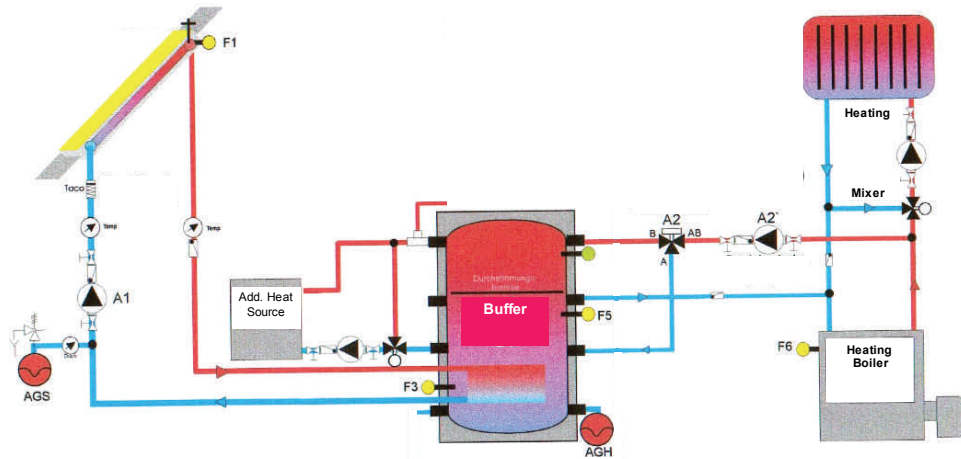 F1
Heating
Taco
Mixer
Temp
Temp
A2
A2'
B
AB
A
Durchströmungs
A1
Add. Heat
Source
Buffer
F5
F6
Heating
Boiler
F3
AGS
AGH